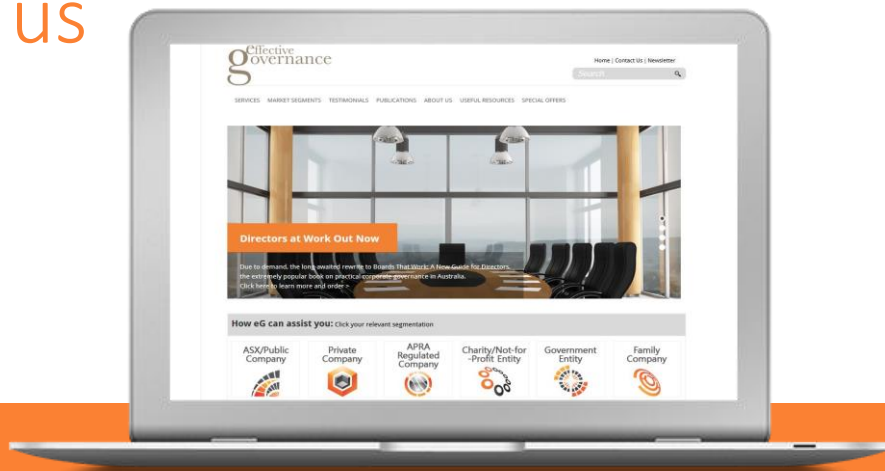 us
effective
governance
Home | Contact Us | Newsletter
Search
SERVICES MARKET SEGMENTS TESTIMONIALS PUBLICATIONS ABOUT US USEFUL RESOURCES SPECIAL OFFERS
Directors at Work Out Now
Due to demand, the long-awaited rewrite to Boards That Work: A New Guide for Directors,
the extremely popular book on practical corporate governance in Australia.
Click here to learn more and order >
How eG can assist you: Click your relevant segmentation
ASX/Public
Company
Private
Company
APRA
Regulated
Company
Charity/Not-for
-Profit Entity
Government
Entity
Family
Company